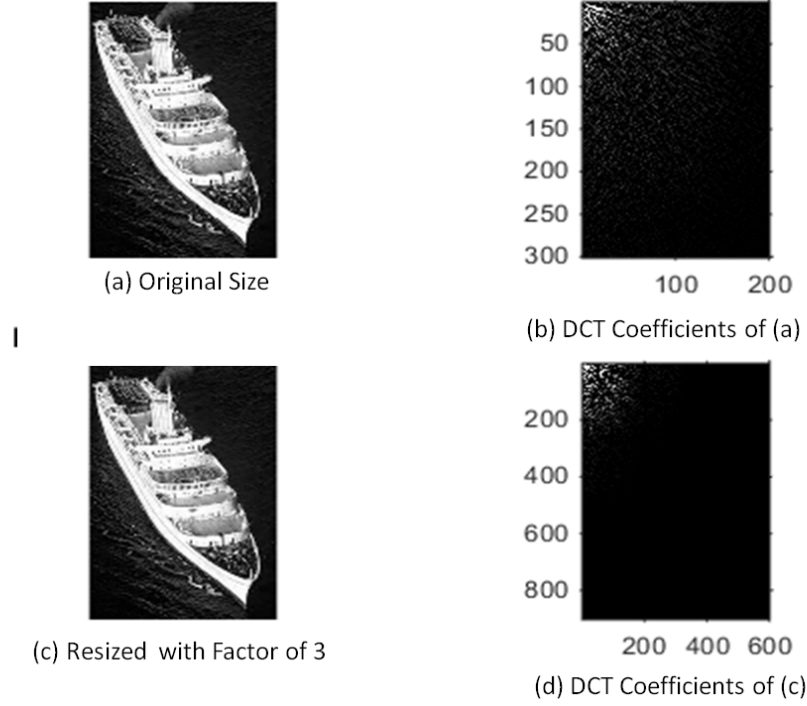 50
100
150
200
250
300
100 200
(a) Original Size
(b) DCT Coefficients of (a)
I
200
400
600
800
200 400 600
(c) Resized with Factor of 3
(d) DCT Coefficients of (c)